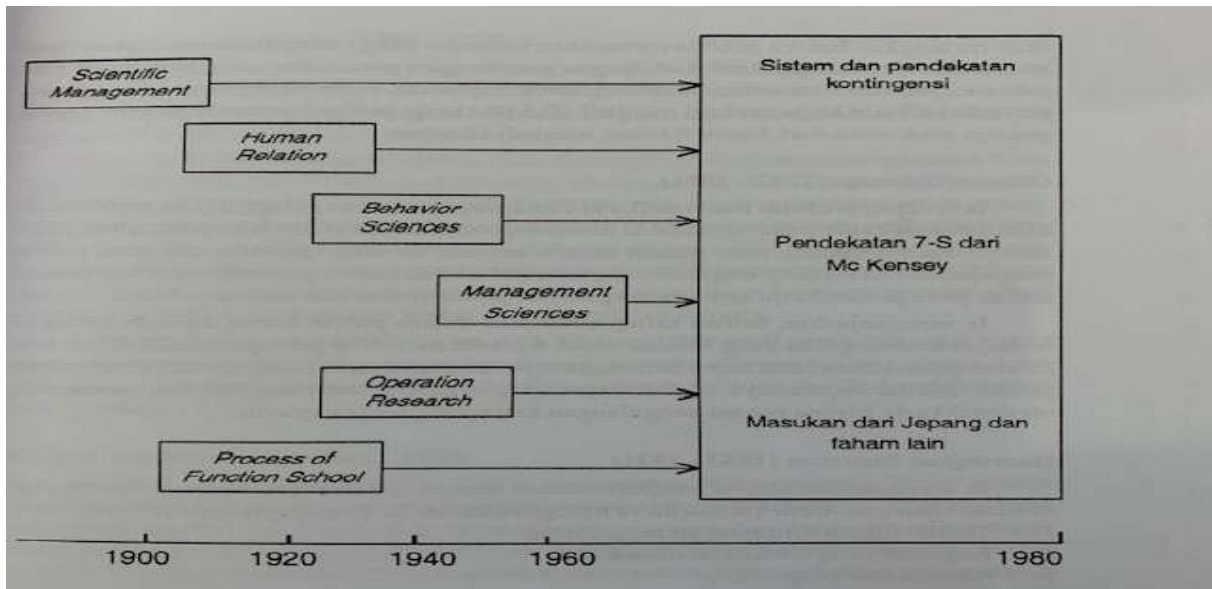 Scientific
Management
Human
Relation
Behavior
Sciences
Management
Sciences
Operation
Research
Process of
Function School
Sistem dan pendekatan
kontingensi
Pendekatan 7-S dari
Mc Kensey
Masukan dari Jepang dan
faham lain
1900
1920
1940
1960
1980